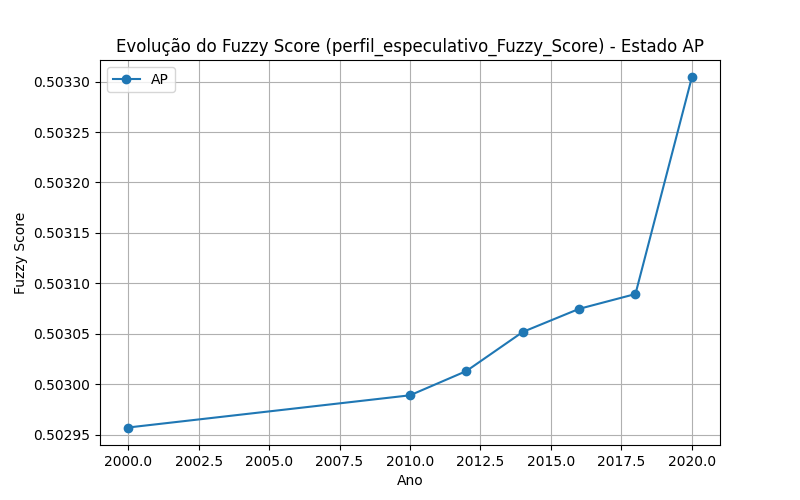 Evolução do Fuzzy Score (perfil_especulativo_Fuzzy_Score) - Estado AP
AP
0.50330
0.50325
0.50320
0.50315
0.50310
0.50305
0.50300
0.50295
Fuzzy Score
2000.0 2002.5 2005.0 2007.5 2010.0 2012.5 2015.0 2017.5 2020.0
Ano